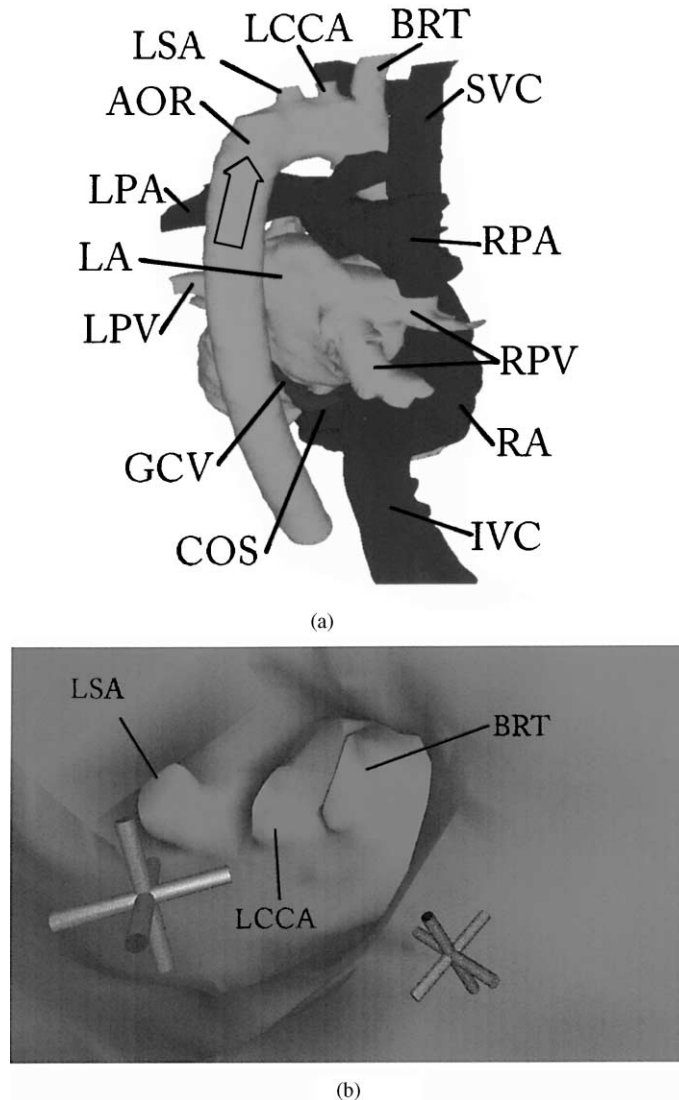 LCCA
BRT
LSA
SVC
AOR
LPA
RPA
LA
LPV
RPV
GCV
RA
COS
IVC
(a)
LSA
BRT
LCCA
(b)